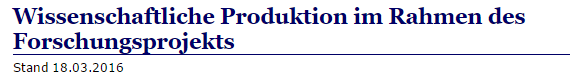 Wissenschaftliche Produktion im Rahmen des
Forschungsprojekts
Stand 18.03.2016